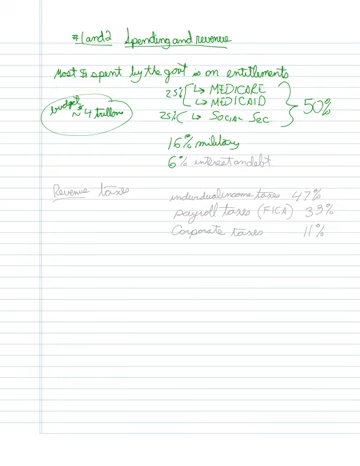 #1 and 2 Spending and revenue
Most $ spent by the govt is on entitlements
25% ↳ MEDICARE
↳ MEDICAID
25% ↳ SOCIAL SEC
50%
budget ~ $4 trillion
16% military
6% interest on debt
Revenue taxes
individual income taxes 47%
payroll taxes (FICA) 33%
Corporate taxes 11%